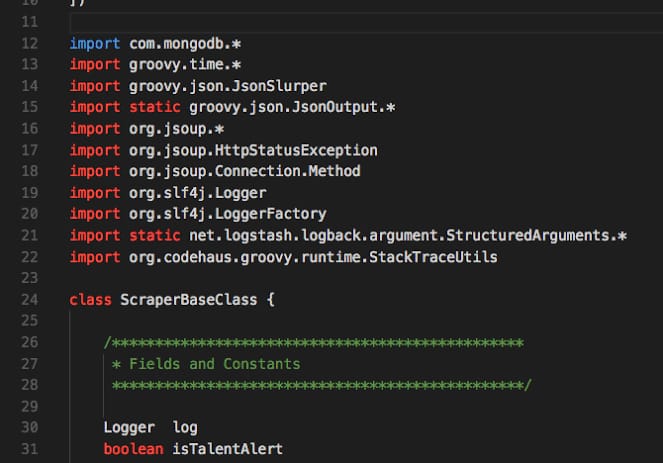 10 ])
11
12 import com.mongodb.*
13 import groovy.time.*
14 import groovy.json.JsonSlurper
15 import static groovy.json.JsonOutput.*
16 import org.jsoup.*
17 import org.jsoup.HttpStatusException
18 import org.jsoup.Connection.Method
19 import org.slf4j.Logger
20 import org.slf4j.LoggerFactory
21 import static net.logstash.logback.argument.StructuredArguments.*
22 import org.codehaus.groovy.runtime.StackTraceUtils
23
24 class ScraperBaseClass {
25
26 /************************************************
27 * Fields and Constants
28 ************************************************/
29
30 Logger  log
31 boolean isTalentAlert